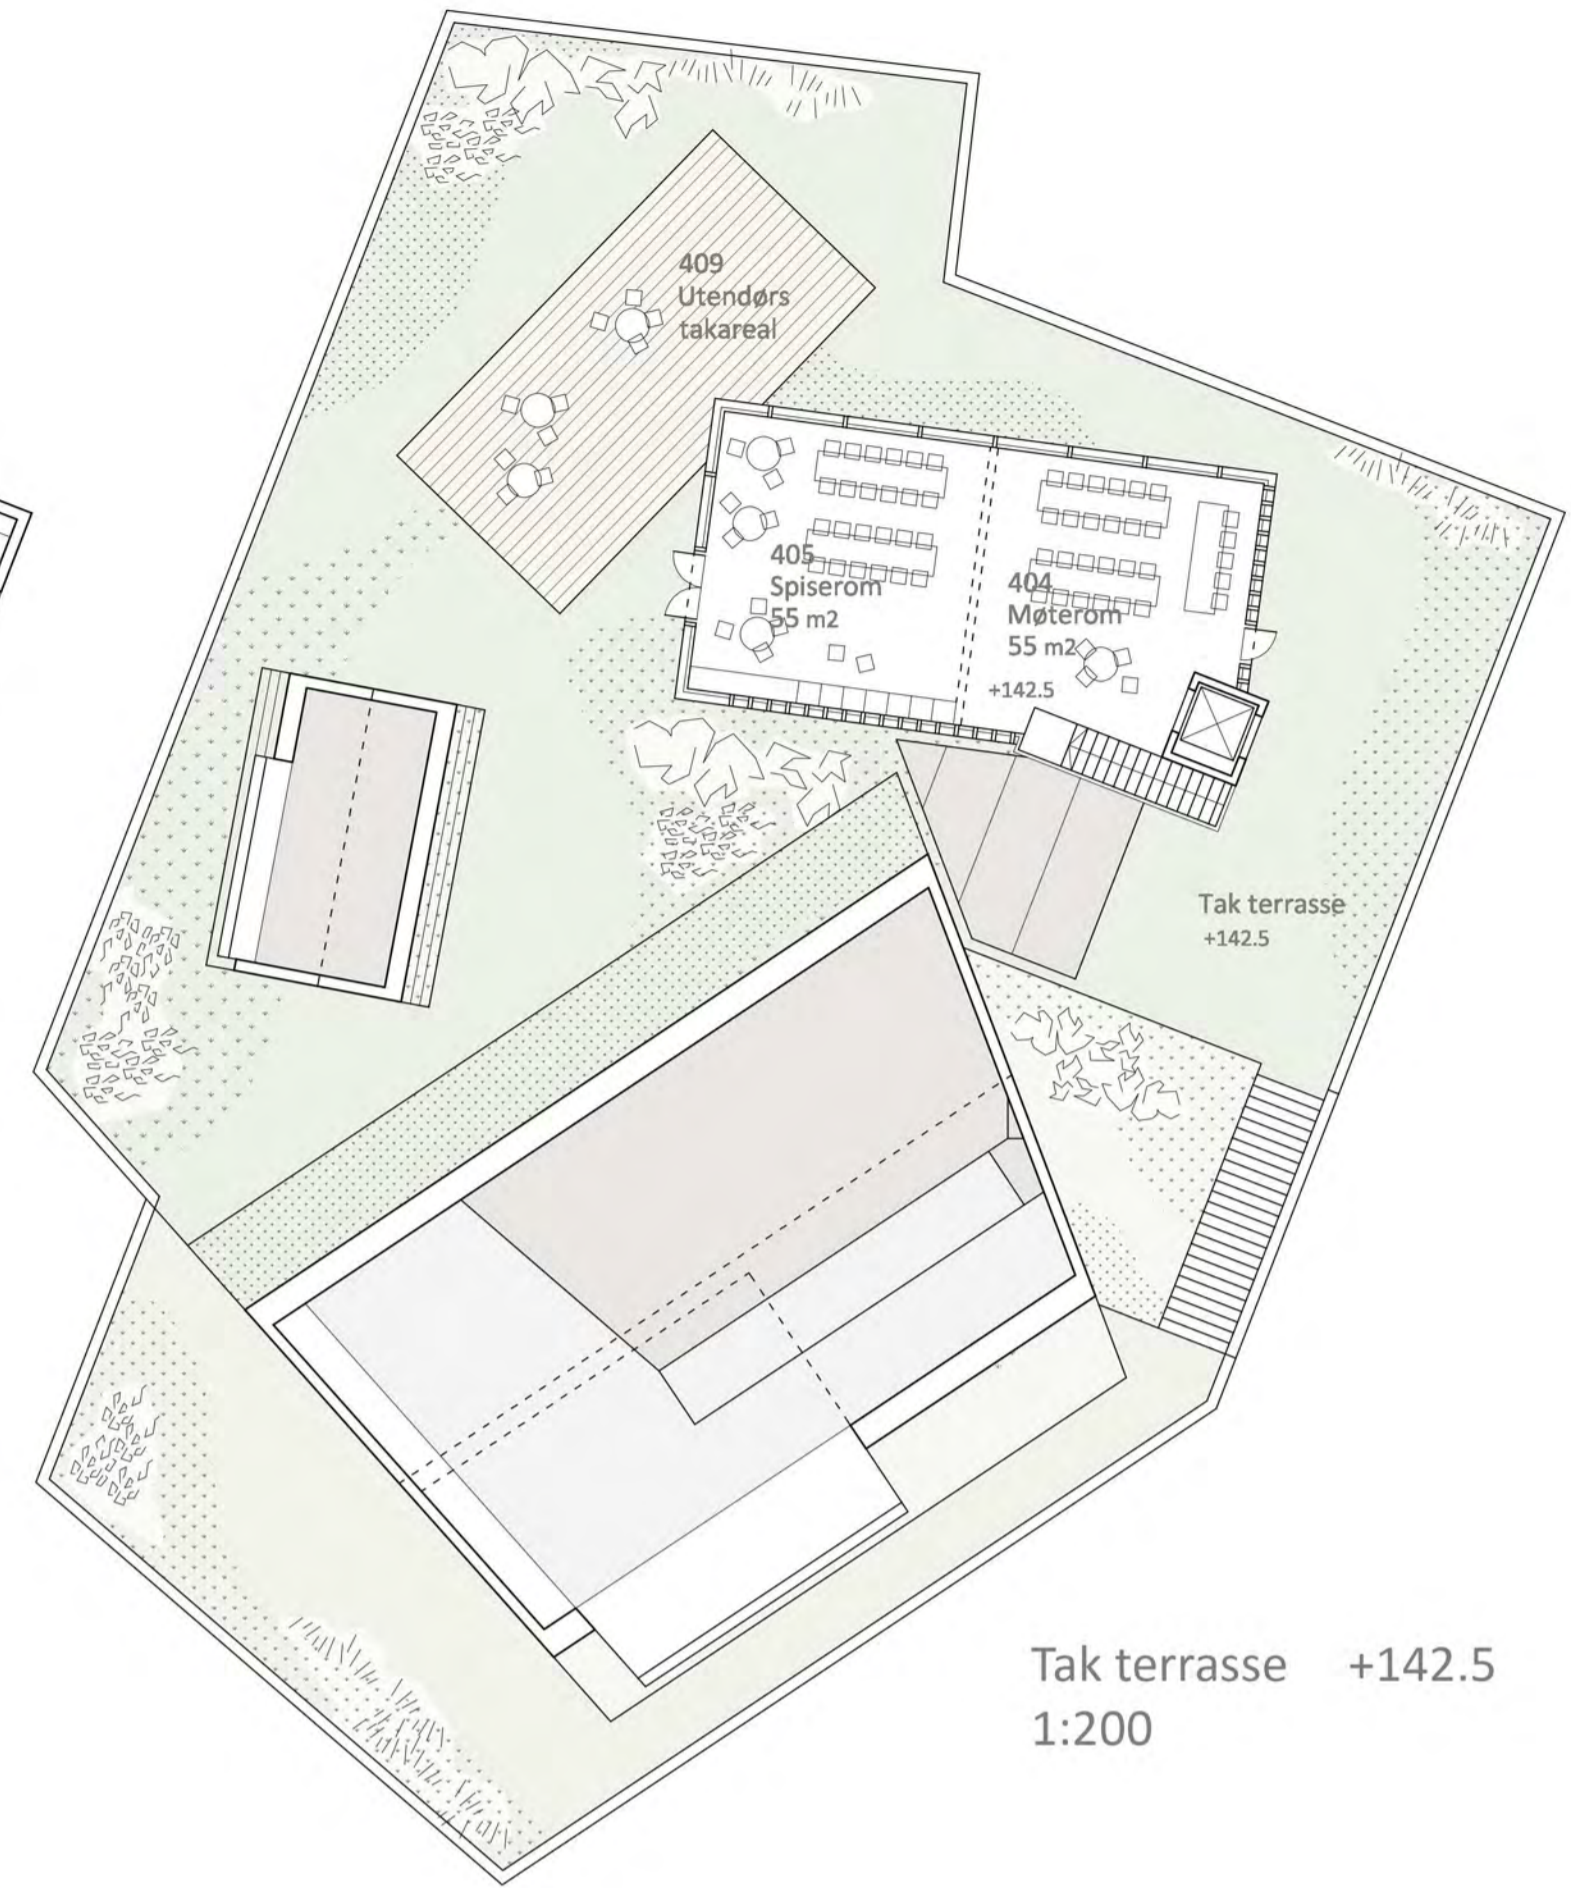 409
Utendørs
takareal
405
Spiserom
55 m2
404
Møterom
55 m2
+142.5
Tak terrasse
+142.5
Tak terrasse +142.5
1:200